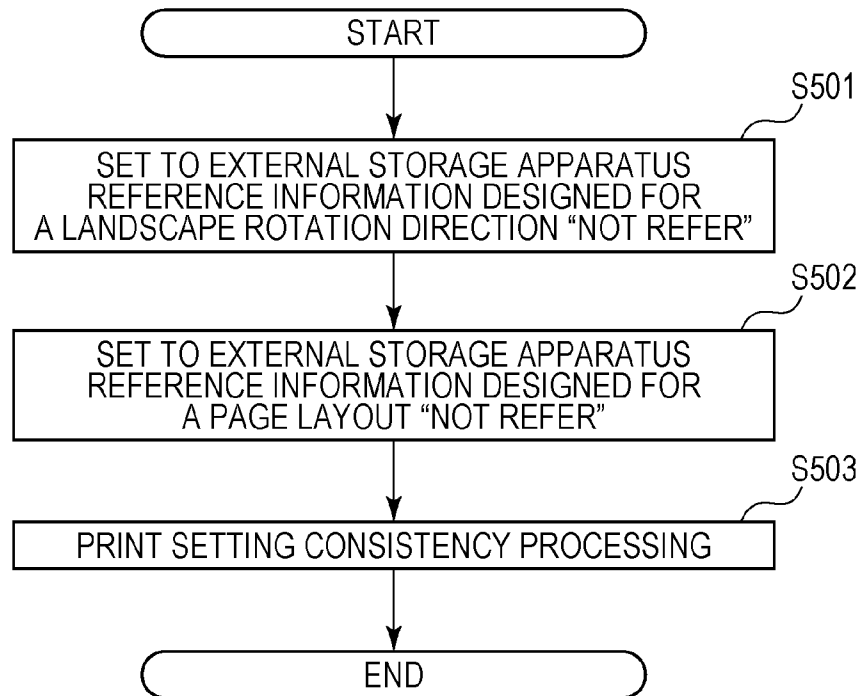 START
S501
SET TO EXTERNAL STORAGE APPARATUS
REFERENCE INFORMATION DESIGNED FOR
A LANDSCAPE ROTATION DIRECTION “NOT REFER”
S502
SET TO EXTERNAL STORAGE APPARATUS
REFERENCE INFORMATION DESIGNED FOR
A PAGE LAYOUT “NOT REFER”
S503
PRINT SETTING CONSISTENCY PROCESSING
END